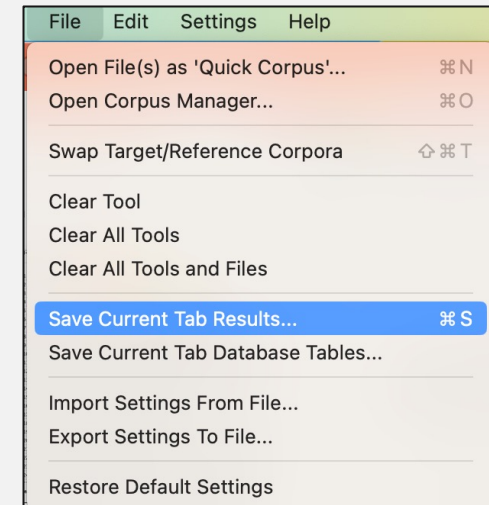 File Edit Settings Help
Open File(s) as 'Quick Corpus'... ⌘N
Open Corpus Manager... ⌘O
Swap Target/Reference Corpora ⇧⌘T
Clear Tool
Clear All Tools
Clear All Tools and Files
Save Current Tab Results... ⌘S
Save Current Tab Database Tables...
Import Settings From File...
Export Settings To File...
Restore Default Settings